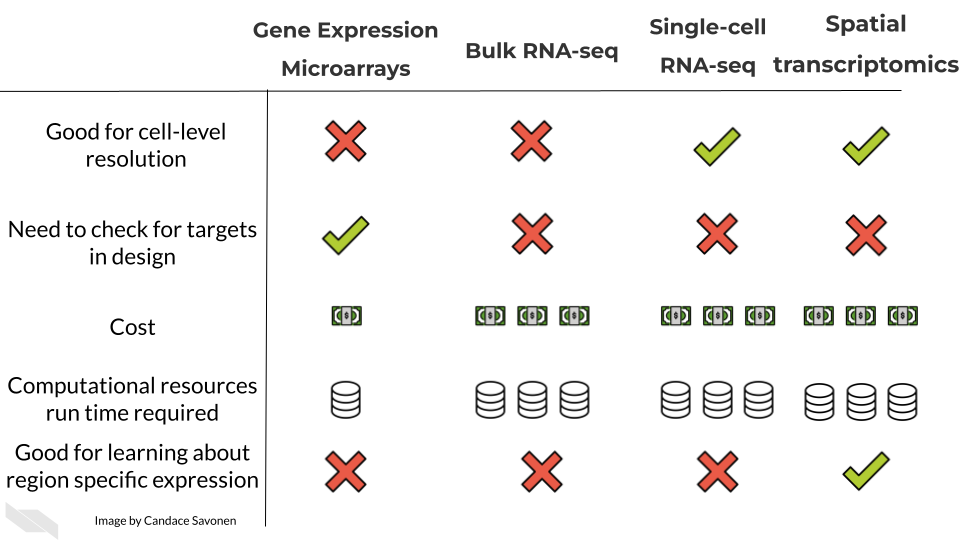 Gene Expression
Microarrays
Bulk RNA-seq
Single-cell
RNA-seq
Spatial
transcriptomics
Good for cell-level
resolution
Need to check for targets
in design
Cost
Computational resources
run time required
Good for learning about
region specific expression
Image by Candace Savonen